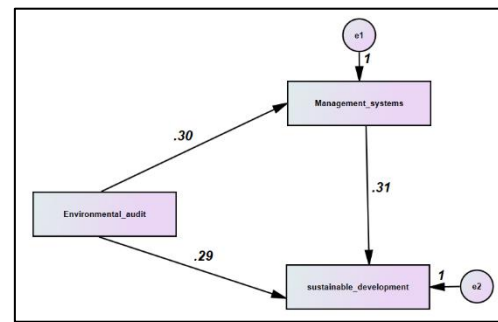 e1
1
Management_systems
.30
.31
Environmental_audit
.29
sustainable_development
1
e2